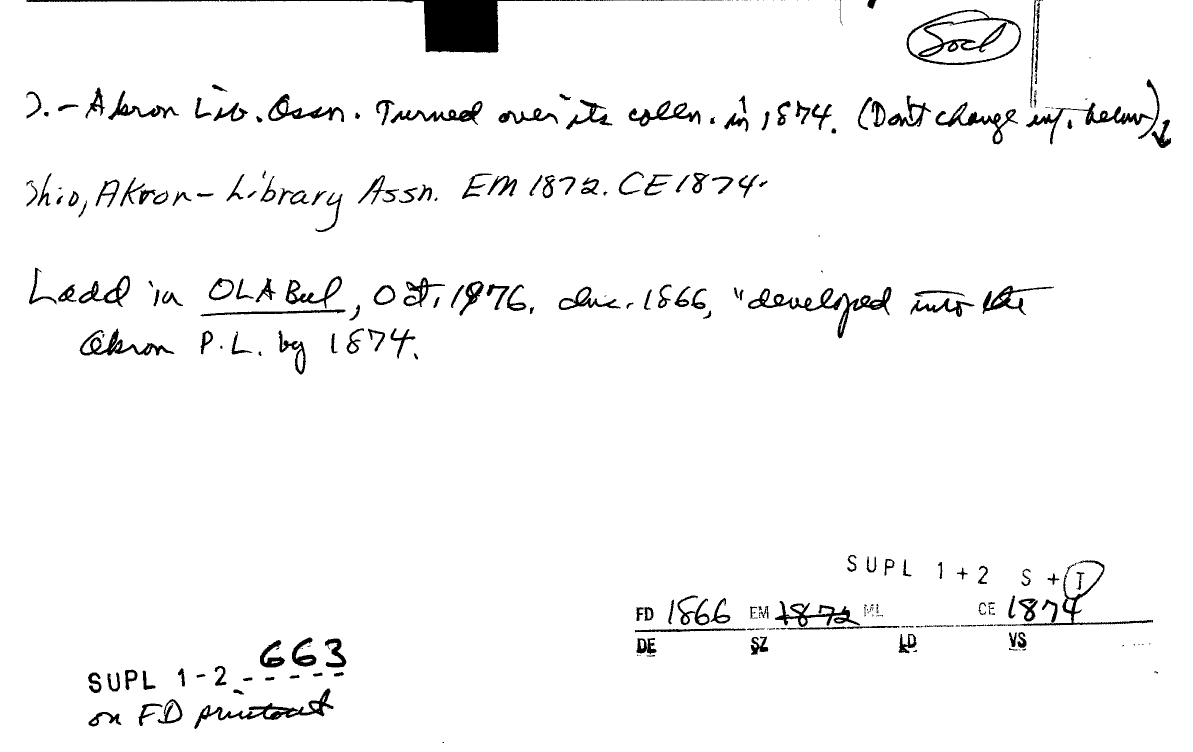 Socl
O. - Akron Lib. Assn. Turned over its colln. in 1874. (Don't change inf. below) ↓
Ohio, Akron - Library Assn. EM 1872. CE 1874.
Ladd in OLA Bul, Oct. 1976. inc. 1866, "developed into the
Akron P.L. by 1874.
SUPL 1 + 2 S + T
FD 1866 EM 1872 ML CE 1874
DE SZ LD VS
SUPL 1 - 2 663
on FD printout